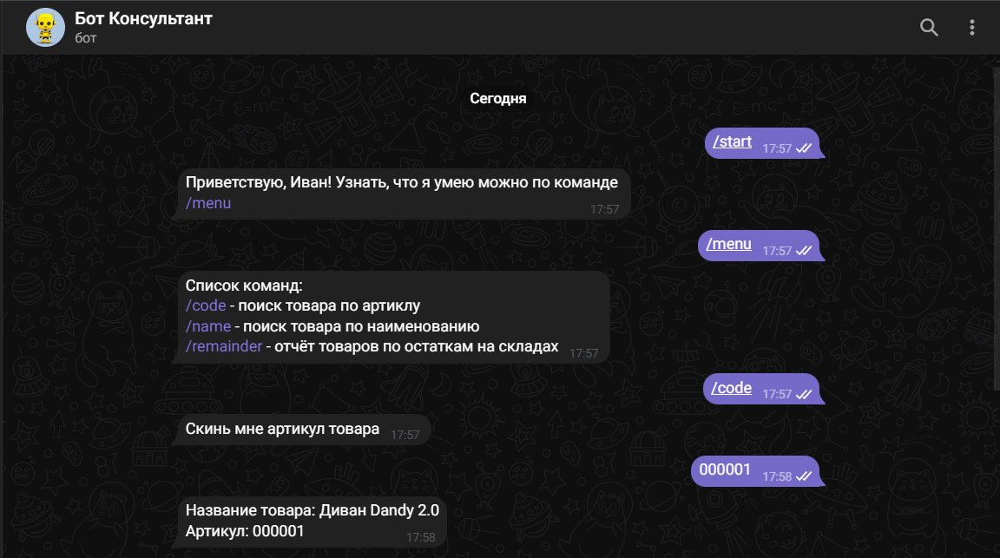 Бот Консультант
бот
Сегодня
/start 17:57
Приветствую, Иван! Узнать, что я умею можно по команде
/menu 17:57
/menu 17:57
Список команд:
/code - поиск товара по артиклу
/name - поиск товара по наименованию
/remainder - отчёт товаров по остаткам на складах 17:57
/code 17:57
Скинь мне артикул товара 17:57
000001 17:58
Название товара: Диван Dandy 2.0
Артикул: 000001 17:58